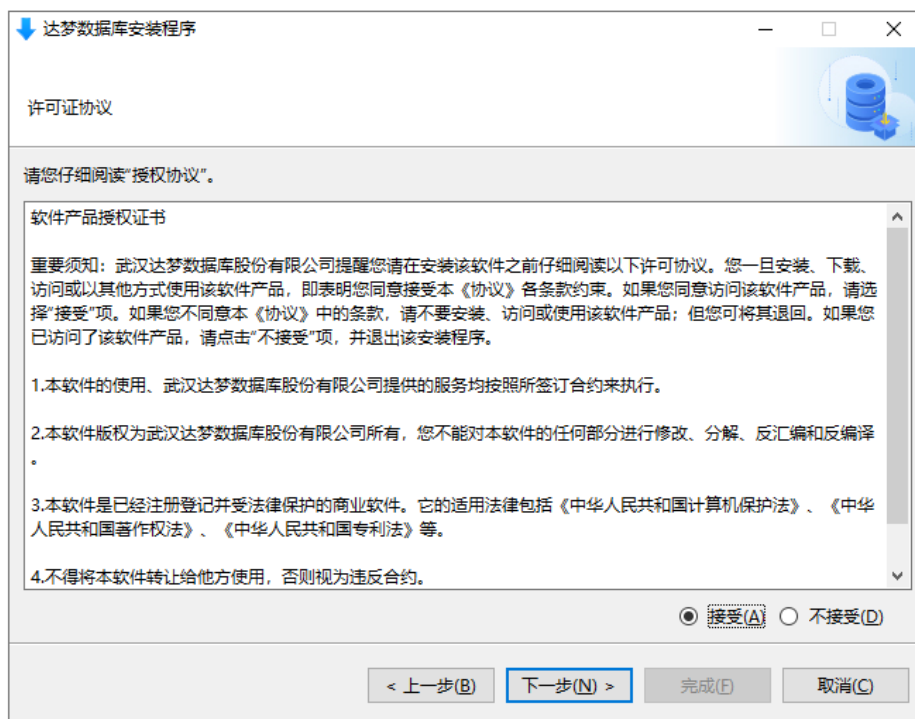 达梦数据库安装程序
许可证协议
请您仔细阅读“授权协议”。
软件产品授权证书
重要须知：武汉达梦数据库股份有限公司提醒您请在安装该软件之前仔细阅读以下许可协议。您一旦安装、下载、
访问或以其他方式使用该软件产品，即表明您同意接受本《协议》各条款约束。如果您同意访问该软件产品，请选
择“接受”项。如果您不同意本《协议》中的条款，请不要安装、访问或使用该软件产品；但您可将其退回。如果您
已访问了该软件产品，请点击“不接受”项，并退出该安装程序。
1.本软件的使用、武汉达梦数据库股份有限公司提供的服务均按照所签订合约来执行。
2.本软件版权为武汉达梦数据库股份有限公司所有，您不能对本软件的任何部分进行修改、分解、反汇编和反编译
。
3.本软件是已经注册登记并受法律保护的商业软件。它的适用法律包括《中华人民共和国计算机保护法》、《中华
人民共和国著作权法》、《中华人民共和国专利法》等。
4.不得将本软件转让给他方使用，否则视为违反合约。
接受(A) 不接受(D)
< 上一步(B) 下一步(N) > 完成(F) 取消(C)